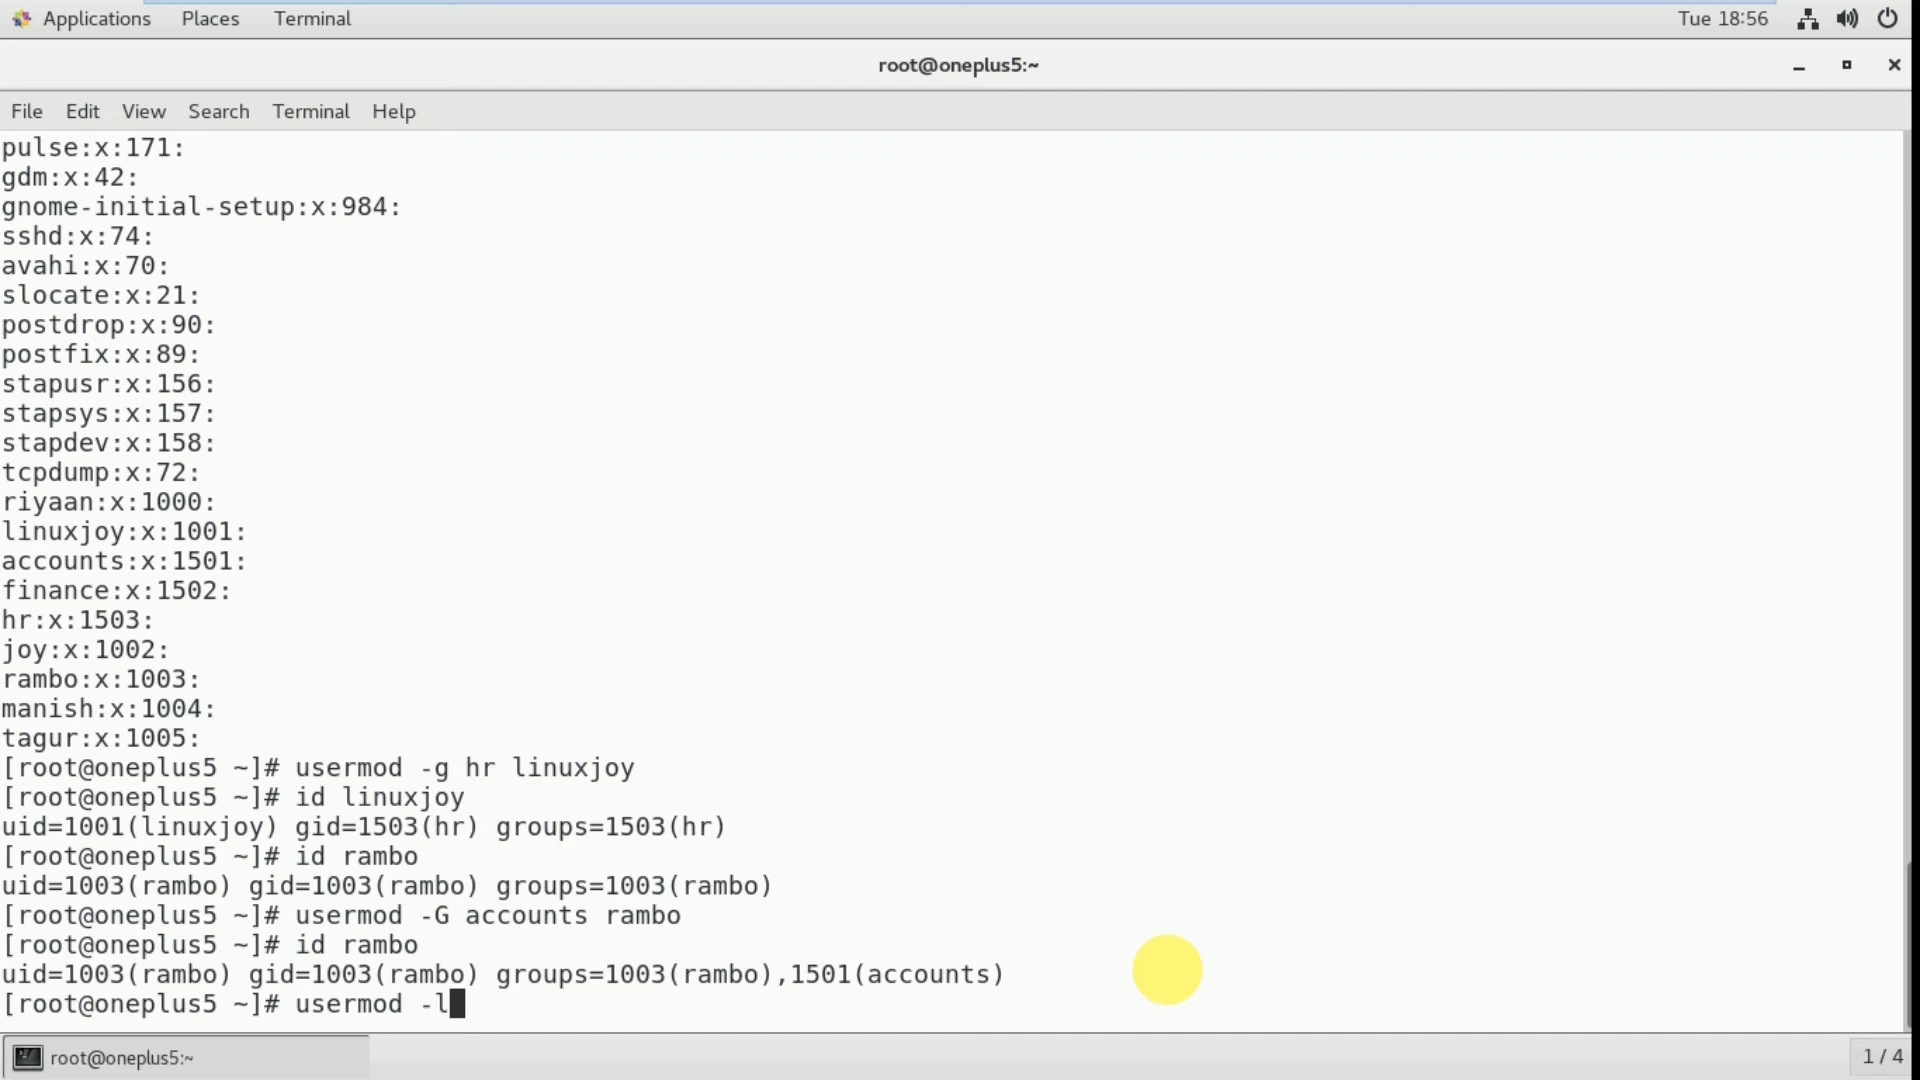 Applications Places Terminal Tue 18:56
root@oneplus5:~
File Edit View Search Terminal Help
pulse:x:171:
gdm:x:42:
gnome-initial-setup:x:984:
sshd:x:74:
avahi:x:70:
slocate:x:21:
postdrop:x:90:
postfix:x:89:
stapusr:x:156:
stapsys:x:157:
stapdev:x:158:
tcpdump:x:72:
riyaan:x:1000:
linuxjoy:x:1001:
accounts:x:1501:
finance:x:1502:
hr:x:1503:
joy:x:1002:
rambo:x:1003:
manish:x:1004:
tagur:x:1005:
[root@oneplus5 ~]# usermod -g hr linuxjoy
[root@oneplus5 ~]# id linuxjoy
uid=1001(linuxjoy) gid=1503(hr) groups=1503(hr)
[root@oneplus5 ~]# id rambo
uid=1003(rambo) gid=1003(rambo) groups=1003(rambo)
[root@oneplus5 ~]# usermod -G accounts rambo
[root@oneplus5 ~]# id rambo
uid=1003(rambo) gid=1003(rambo) groups=1003(rambo),1501(accounts)
[root@oneplus5 ~]# usermod -l
root@oneplus5:~ 1 / 4